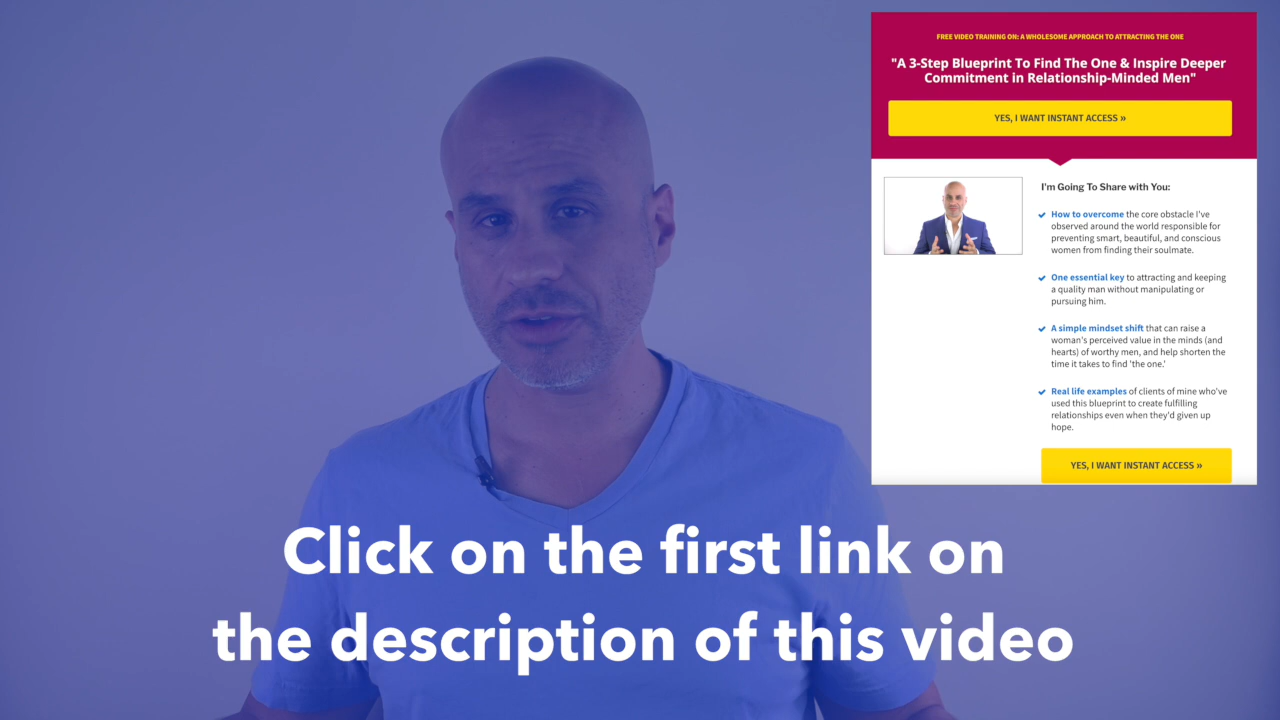 FREE VIDEO TRAINING ON: A WHOLESOME APPROACH TO ATTRACTING THE ONE
"A 3-Step Blueprint To Find The One & Inspire Deeper
Commitment in Relationship-Minded Men"
YES, I WANT INSTANT ACCESS »
I'm Going To Share with You:
How to overcome the core obstacle I've
observed around the world responsible for
preventing smart, beautiful, and conscious
women from finding their soulmate.
One essential key to attracting and keeping
a quality man without manipulating or
pursuing him.
A simple mindset shift that can raise a
woman's perceived value in the minds (and
hearts) of worthy men, and help shorten the
time it takes to find 'the one.'
Real life examples of clients of mine who've
used this blueprint to create fulfilling
relationships even when they'd given up
hope.
YES, I WANT INSTANT ACCESS »
Click on the first link on
the description of this video